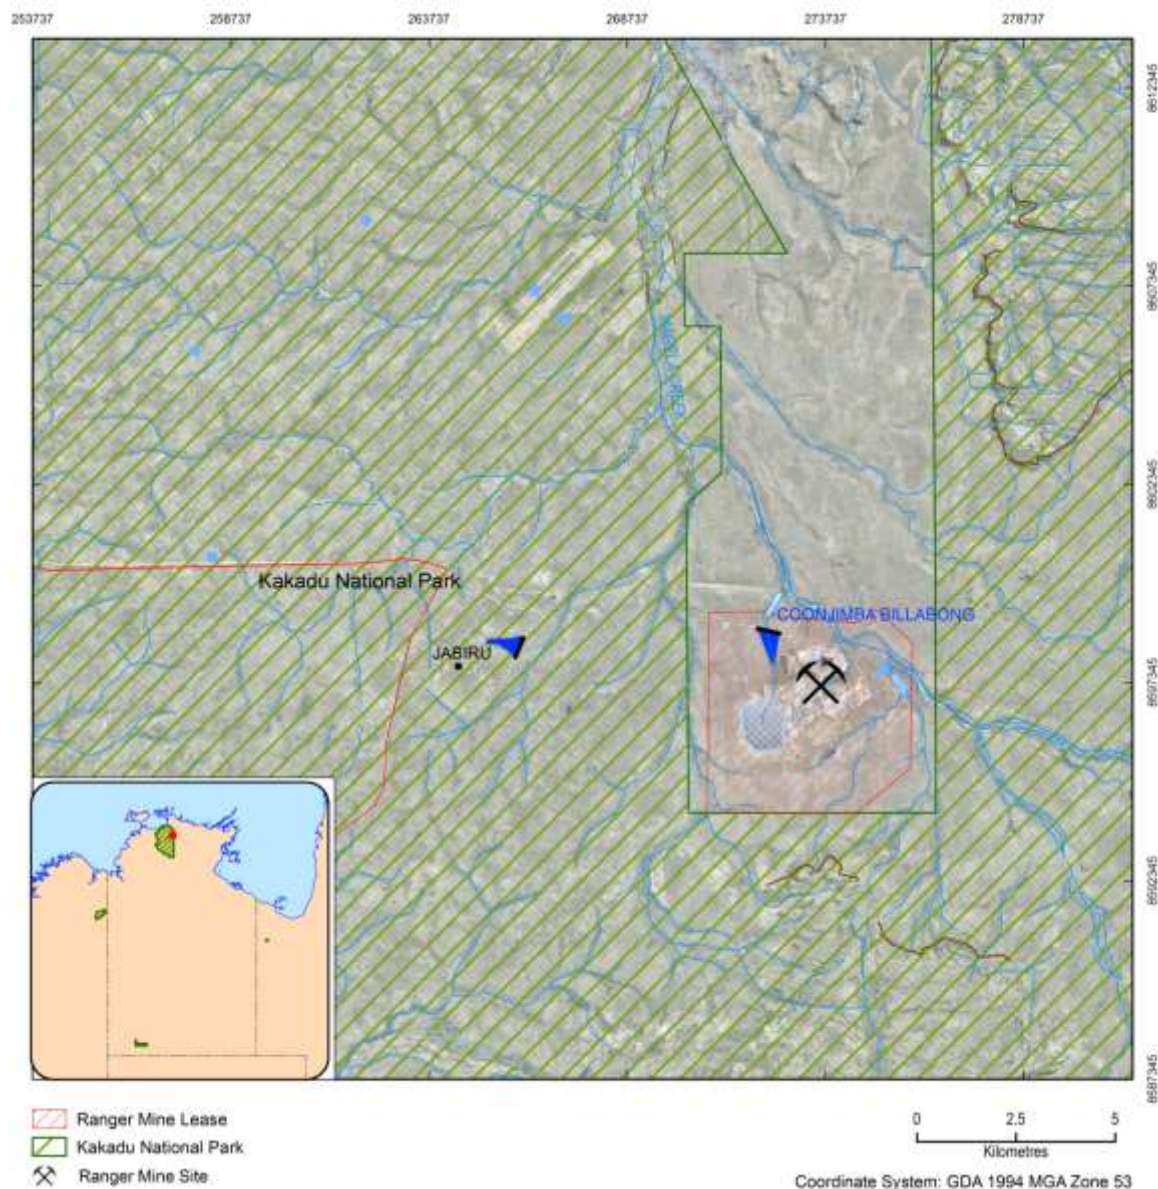 253737 258737 263737 268737 273737 278737
8612345
8607345
8602345
Kakadu National Park
COONJIMBA BILLABONG
JABIRU
8597345
8592345
8587345
Ranger Mine Lease
Kakadu National Park
Ranger Mine Site
0 2.5 5
Kilometres
Coordinate System: GDA 1994 MGA Zone 53